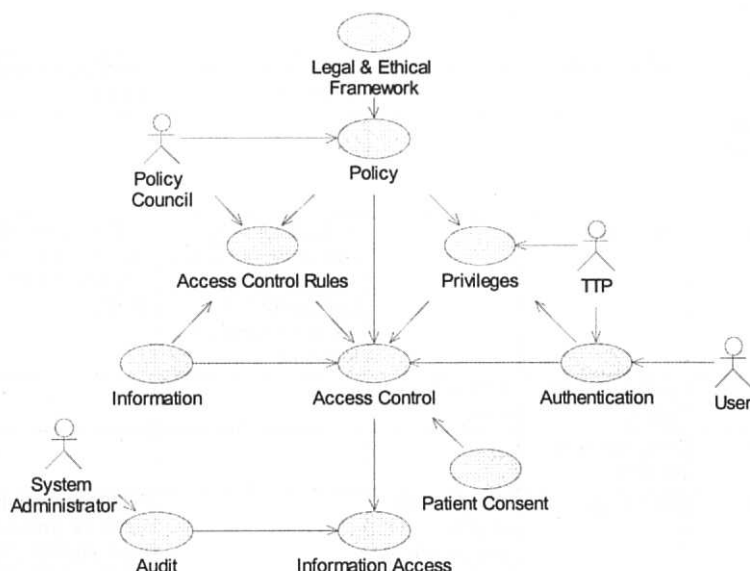 Legal & Ethical
Framework
Policy
Policy
Council
Access Control Rules
Privileges
TTP
Information
Access Control
Authentication
User
System
Administrator
Patient Consent
Audit
Information Access